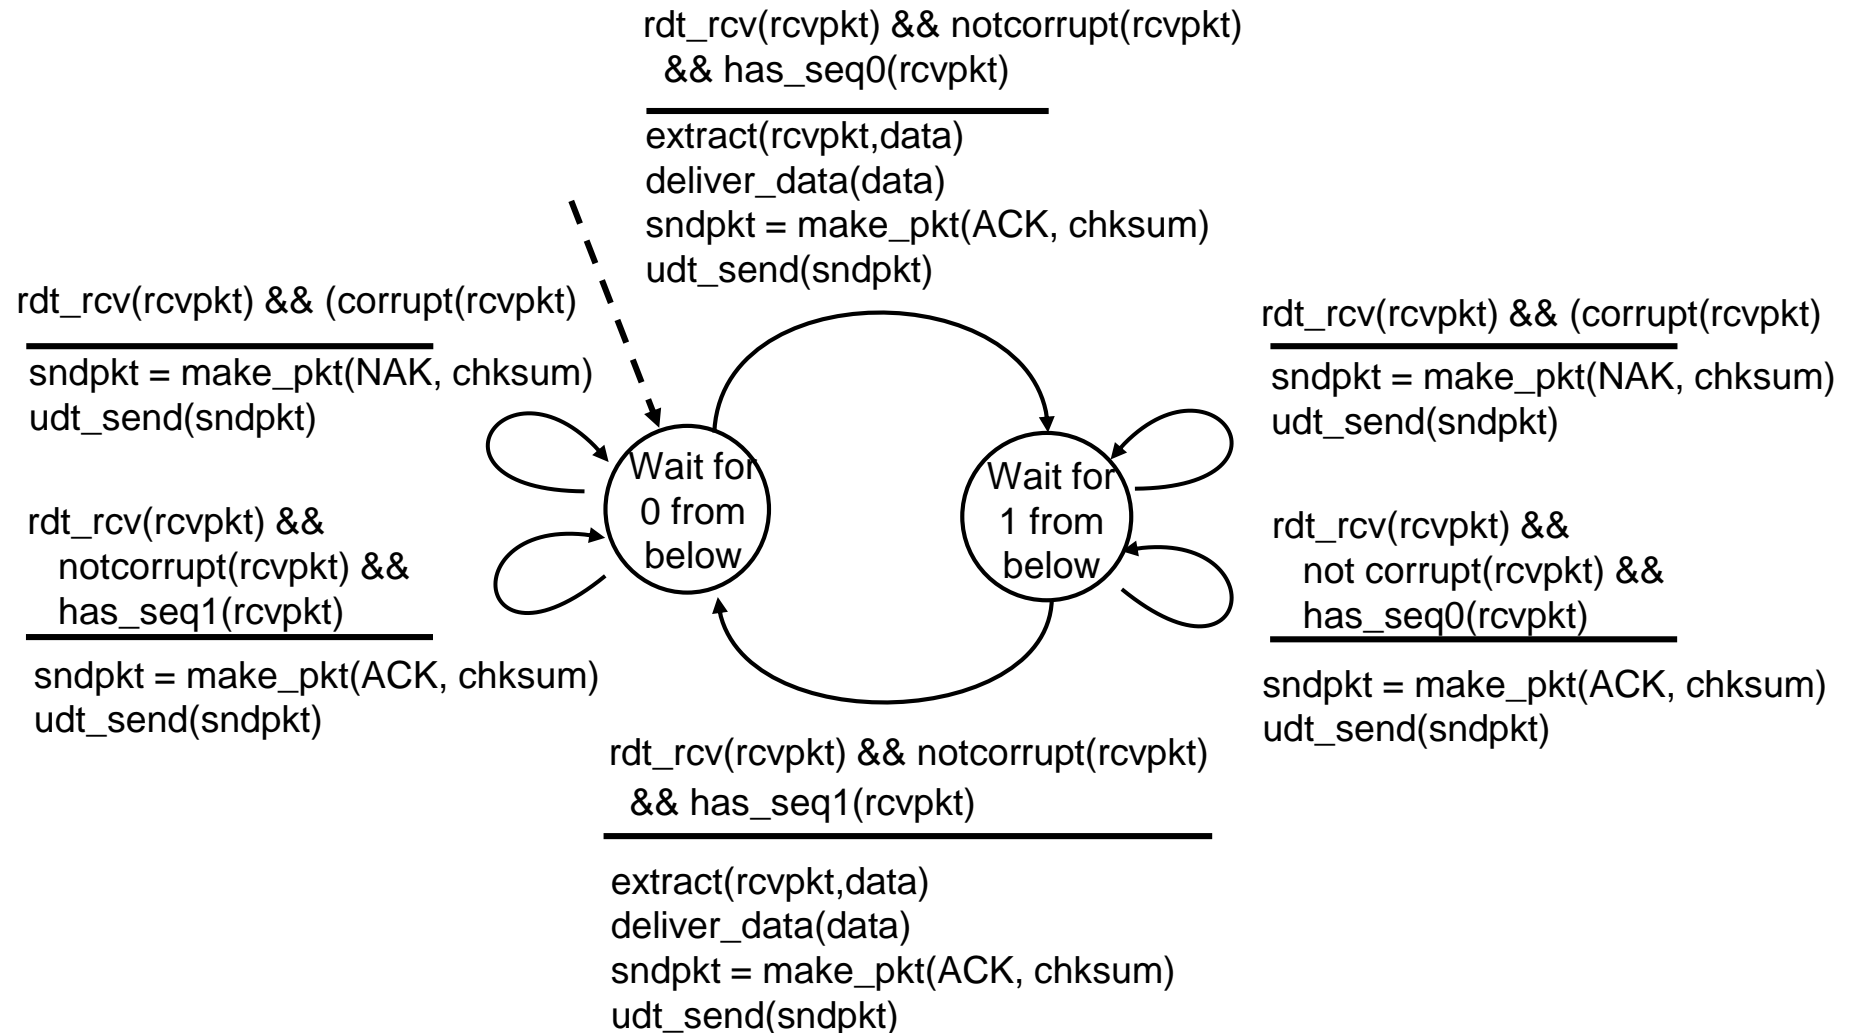 rdt_rcv(rcvpkt) && notcorrupt(rcvpkt)
&& has_seq0(rcvpkt)
extract(rcvpkt,data)
deliver_data(data)
sndpkt = make_pkt(ACK, chksum)
udt_send(sndpkt)
rdt_rcv(rcvpkt) && (corrupt(rcvpkt)
sndpkt = make_pkt(NAK, chksum)
udt_send(sndpkt)
rdt_rcv(rcvpkt) &&
notcorrupt(rcvpkt) &&
has_seq1(rcvpkt)
sndpkt = make_pkt(ACK, chksum)
udt_send(sndpkt)
Wait for
0 from
below
Wait for
1 from
below
rdt_rcv(rcvpkt) && (corrupt(rcvpkt)
sndpkt = make_pkt(NAK, chksum)
udt_send(sndpkt)
rdt_rcv(rcvpkt) &&
not corrupt(rcvpkt) &&
has_seq0(rcvpkt)
sndpkt = make_pkt(ACK, chksum)
udt_send(sndpkt)
rdt_rcv(rcvpkt) && notcorrupt(rcvpkt)
&& has_seq1(rcvpkt)
extract(rcvpkt,data)
deliver_data(data)
sndpkt = make_pkt(ACK, chksum)
udt_send(sndpkt)